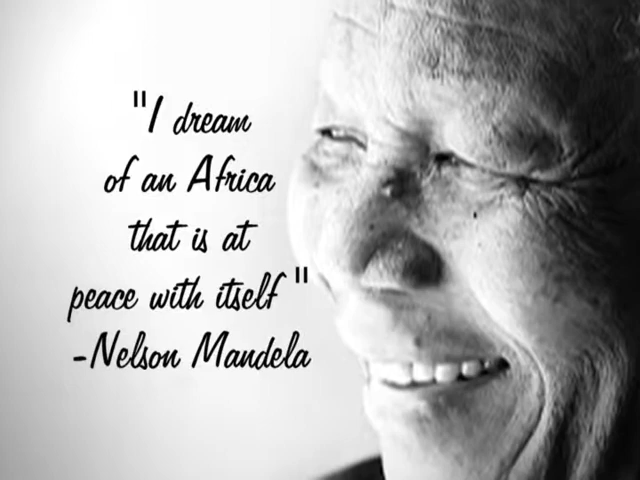 "I dream
of an Africa
that is at
peace with itself"
-Nelson Mandela